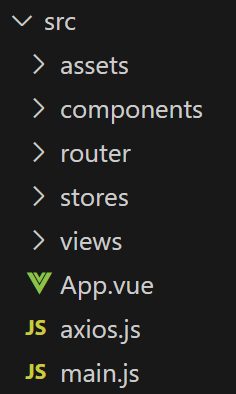 src
assets
components
router
stores
views
App.vue
JS axios.js
JS main.js